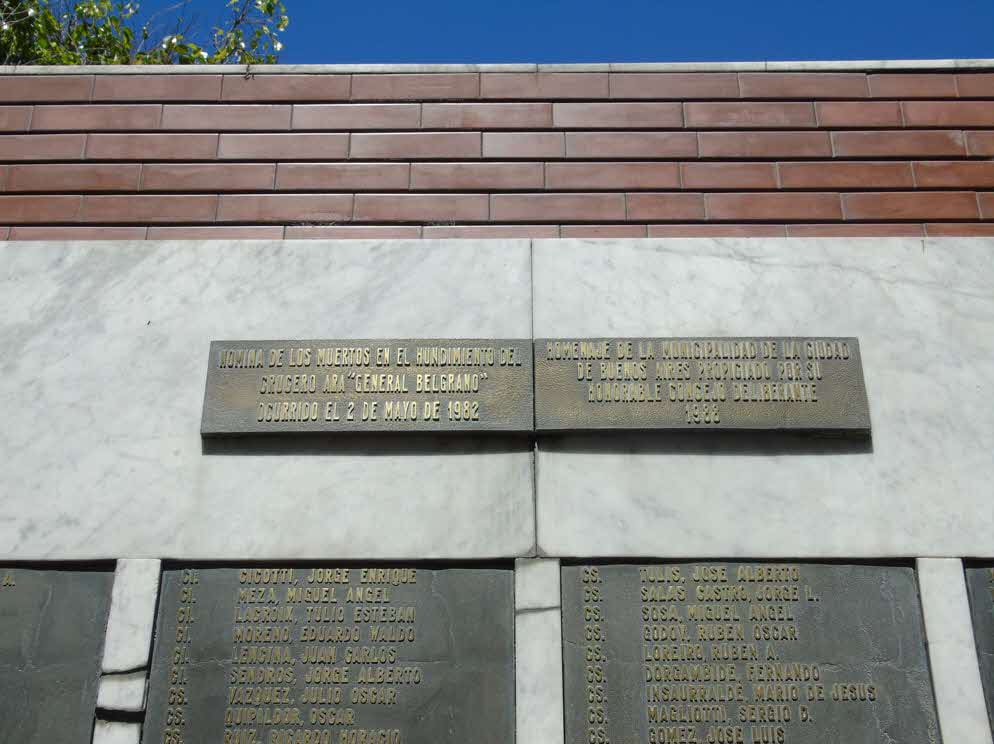 NOMINA DE LOS MUERTOS EN EL HUNDIMIENTO DEL
CRUCERO ARA "GENERAL BELGRANO"
OCURRIDO EL 2 DE MAYO DE 1982
HOMENAJE DE LA MUNICIPALIDAD DE LA CIUDAD
DE BUENOS AIRES PROPICIADO POR SU
HONORABLE CONCEJO DELIBERANTE
1988
A.
CI. CICOTTI, JORGE ENRIQUE
CI. MEZA, MIGUEL ANGEL
CI. LACROIX, TULIO ESTEBAN
CI. MORENO, EDUARDO WALDO
CI. LENCINA, JUAN CARLOS
CI. SENDROS, JORGE ALBERTO
CS. VAZQUEZ, JULIO OSCAR
CS. QUIPILDOR, OSCAR
CS. RUIZ, RICARDO HORACIO
CS. TULIS, JOSE ALBERTO
CS. SALAS CASTRO, JORGE L.
CS. SOSA, MIGUEL ANGEL
CS. GODOY, RUBEN OSCAR
CS. LOREIRO RUBEN A.
CS. DORGAMBIDE, FERNANDO
CS. INSAURRALDE, MARIO DE JESUS
CS. MAGLIOTTI, SERGIO D.
CS. GOMEZ, JOSE LUIS